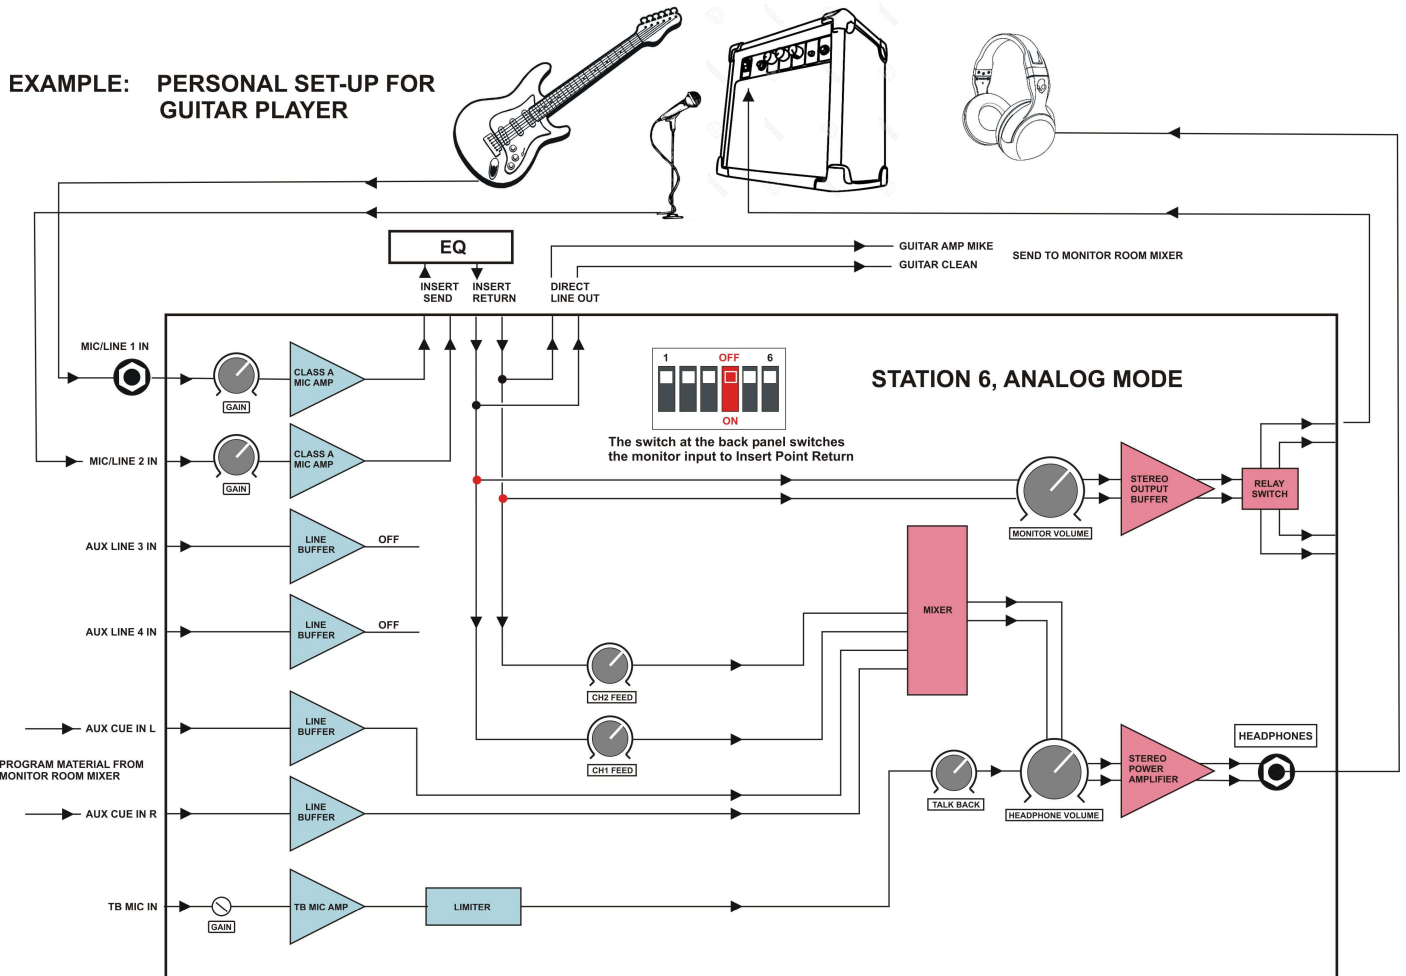 EXAMPLE: PERSONAL SET-UP FOR
GUITAR PLAYER
EQ
INSERT
SEND
INSERT
RETURN
DIRECT
LINE OUT
GUITAR AMP MIKE
GUITAR CLEAN
SEND TO MONITOR ROOM MIXER
MIC/LINE 1 IN
GAIN
CLASS A
MIC AMP
1 OFF 6
ON
The switch at the back panel switches
the monitor input to Insert Point Return
STATION 6, ANALOG MODE
MIC/LINE 2 IN
GAIN
CLASS A
MIC AMP
MONITOR VOLUME
STEREO
OUTPUT
BUFFER
RELAY
SWITCH
AUX LINE 3 IN
LINE
BUFFER
OFF
AUX LINE 4 IN
LINE
BUFFER
OFF
MIXER
CH2 FEED
AUX CUE IN L
LINE
BUFFER
CH1 FEED
PROGRAM MATERIAL FROM
MONITOR ROOM MIXER
AUX CUE IN R
LINE
BUFFER
TALK BACK
HEADPHONE VOLUME
STEREO
POWER
AMPLIFIER
HEADPHONES
TB MIC IN
GAIN
TB MIC AMP
LIMITER